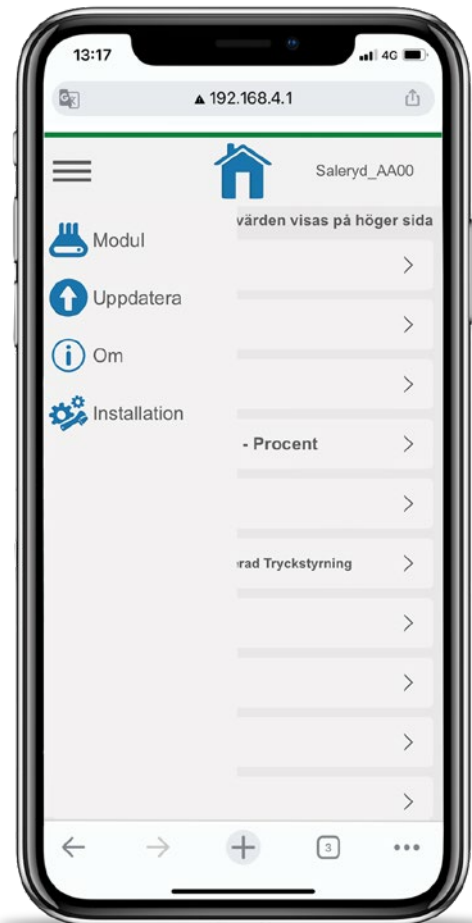 13:17
4G
192.168.4.1
Saleryd_AA00
värden visas på höger sida
Modul
Uppdatera
Om
Installation
- Procent
rad Tryckstyrning
3